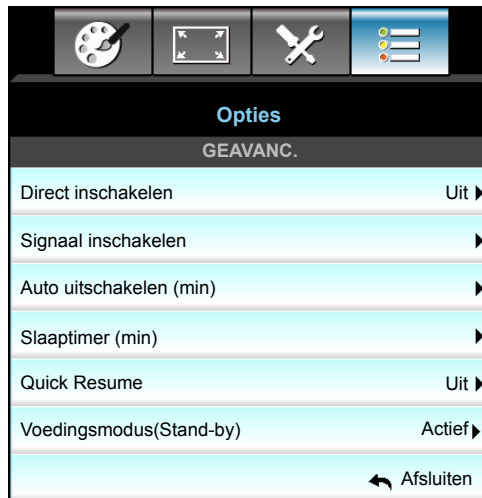 Opties
GEAVANC.
Direct inschakelen Uit
Signaal inschakelen
Auto uitschakelen (min)
Slaaptimer (min)
Quick Resume Uit
Voedingsmodus(Stand-by) Actief
Afsluiten